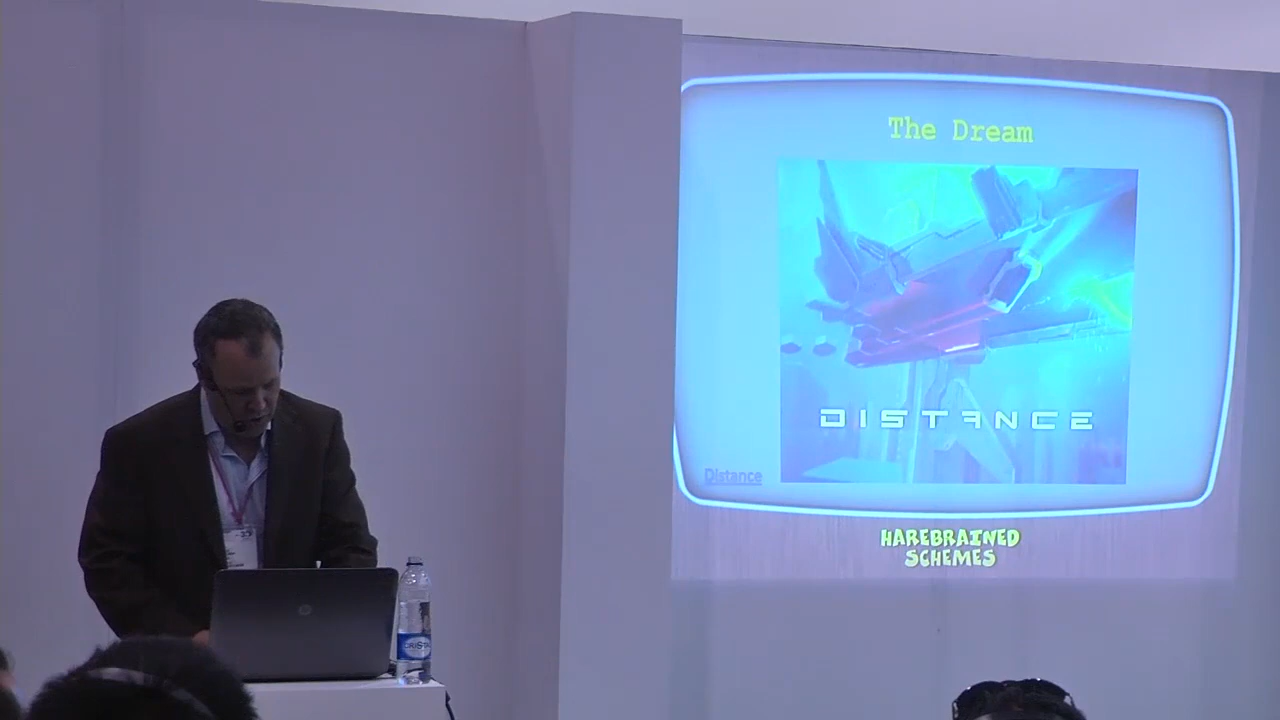 The Dream
DISTANCE
Distance
HAREBRAINED
SCHEMES